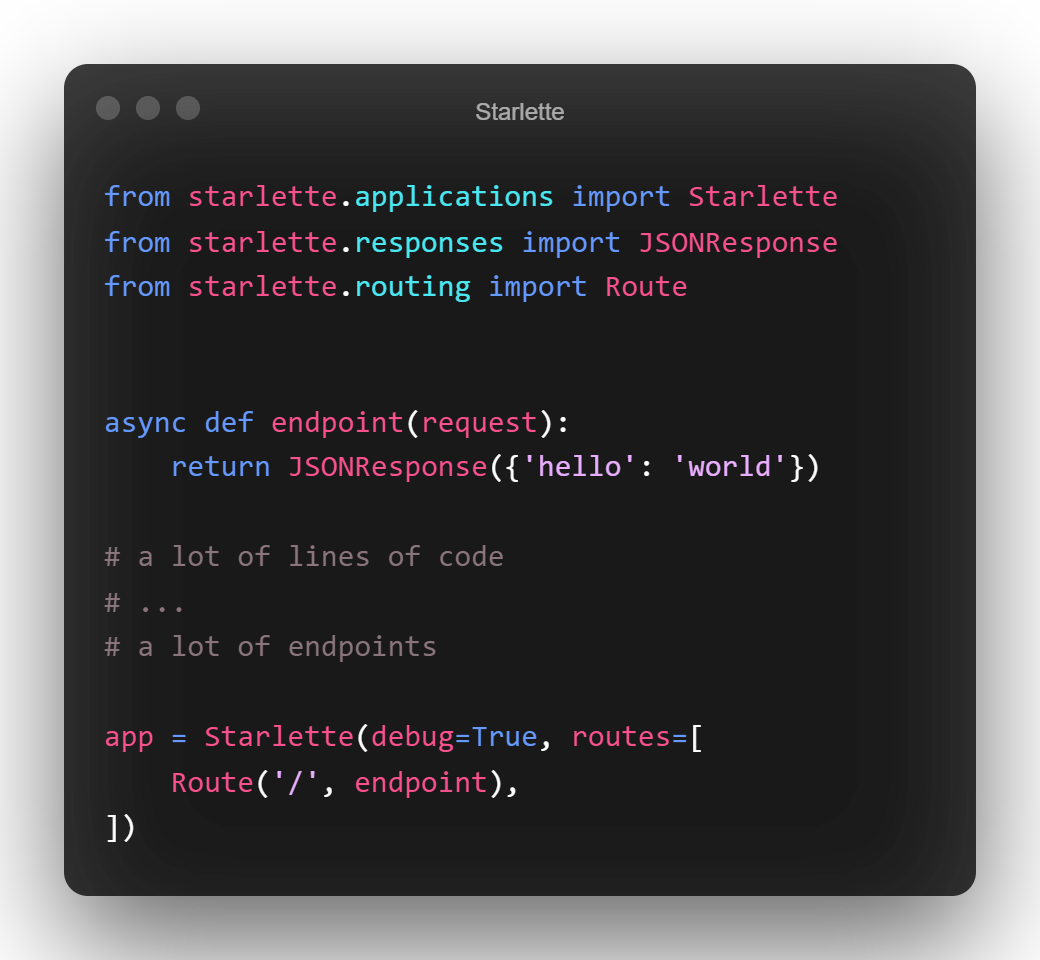 Starlette
from starlette.applications import Starlette
from starlette.responses import JSONResponse
from starlette.routing import Route
async def endpoint(request):
    return JSONResponse({'hello': 'world'})
# a lot of lines of code
# ...
# a lot of endpoints
app = Starlette(debug=True, routes=[
    Route('/', endpoint),
])